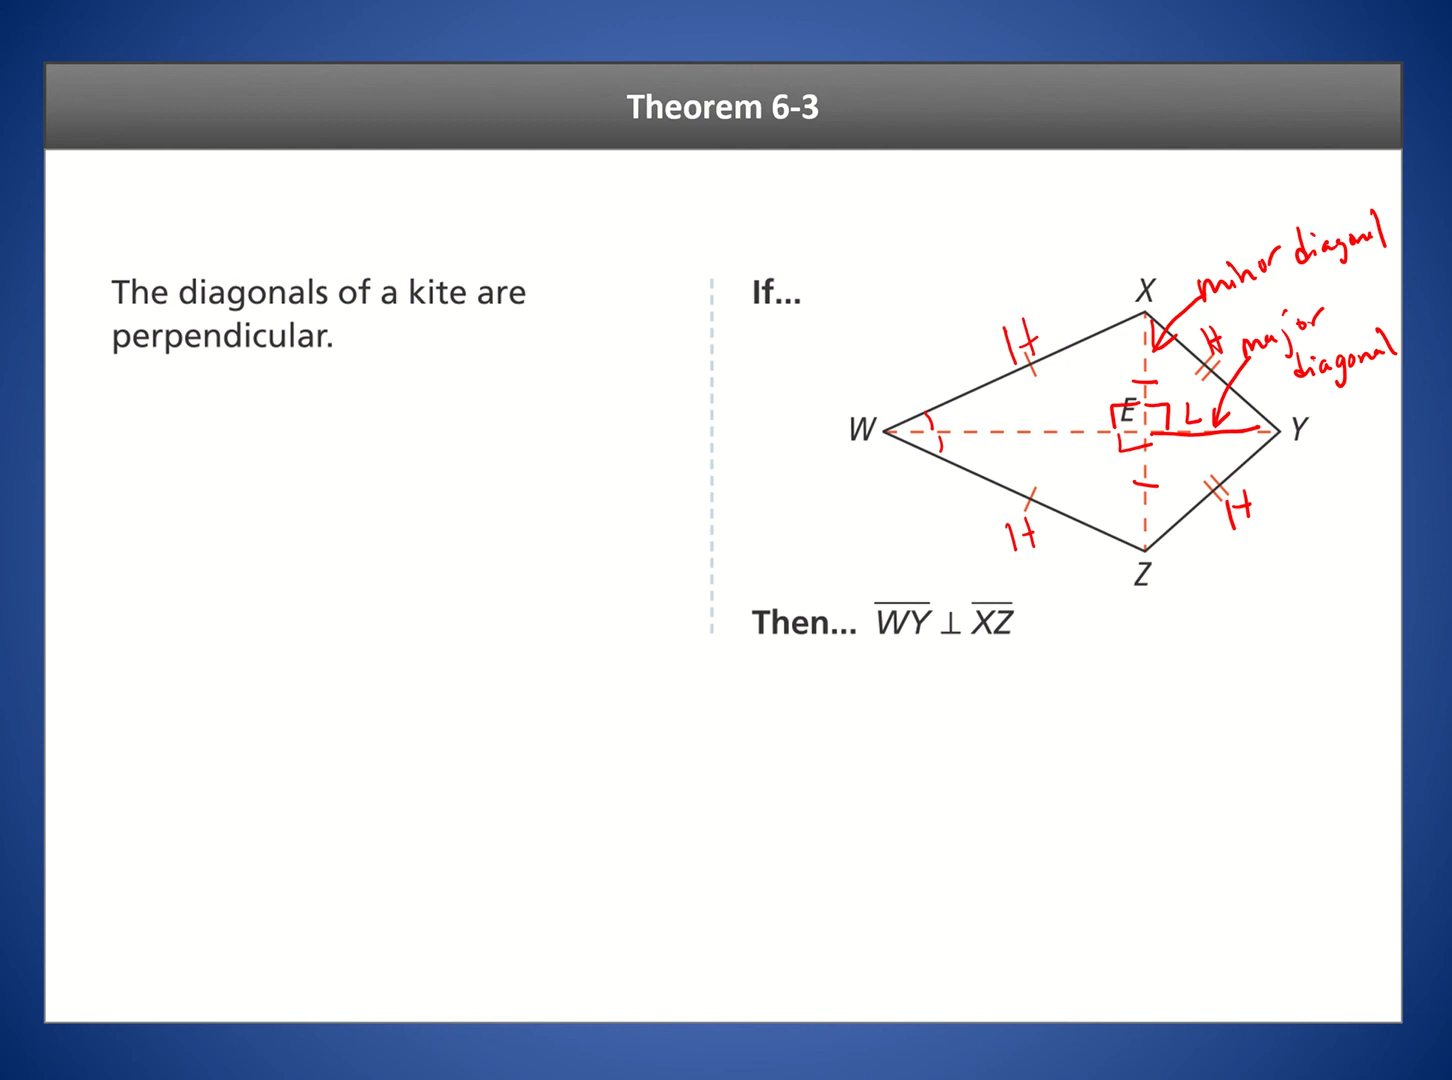 Theorem 6-3
The diagonals of a kite are
perpendicular.
If...
X
minor diagonal
major
diagonal
H
H
E
L
W
Y
H
H
Z
Then... WY ⊥ XZ